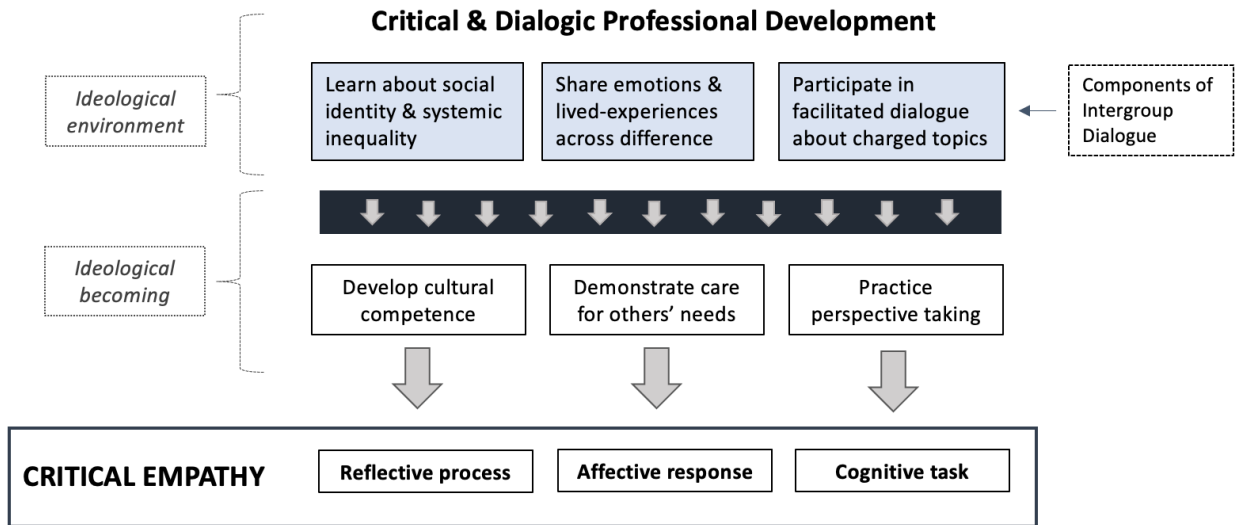 Critical & Dialogic Professional Development
Ideological
environment
Learn about social
identity & systemic
inequality
Share emotions &
lived-experiences
across difference
Participate in
facilitated dialogue
about charged topics
Components of
Intergroup
Dialogue
Ideological
becoming
Develop cultural
competence
Demonstrate care
for others’ needs
Practice
perspective taking
CRITICAL EMPATHY
Reflective process
Affective response
Cognitive task